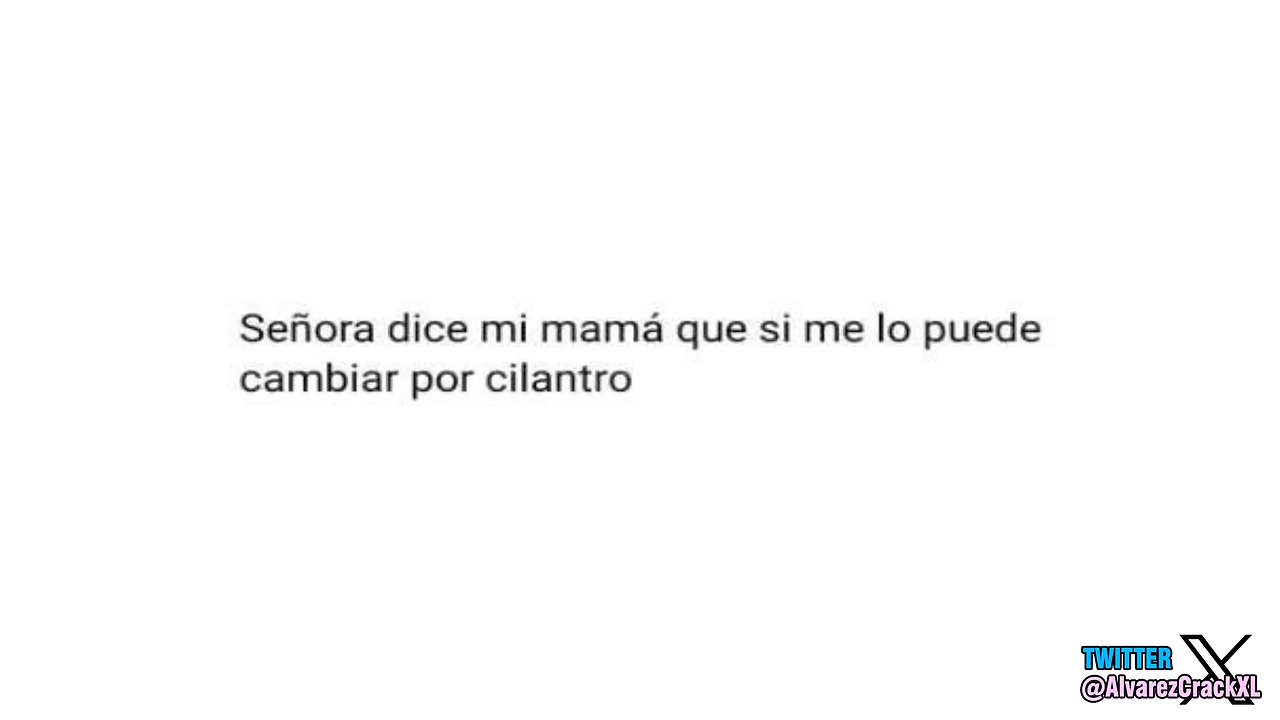 Señora dice mi mamá que si me lo puede
cambiar por cilantro
TWITTER
@AlvarezCrackXL